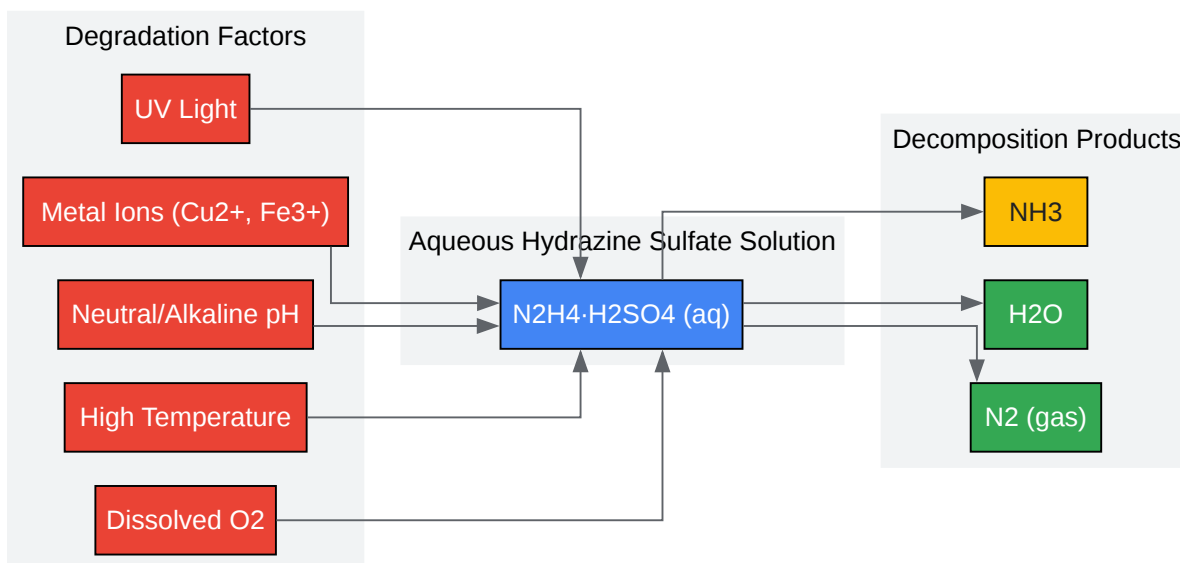 Degradation Factors
UV Light
Metal Ions (Cu2+, Fe3+)
Neutral/Alkaline pH
High Temperature
Dissolved O2
Aqueous Hydrazine Sulfate Solution
N2H4·H2SO4 (aq)
Decomposition Products
NH3
H2O
N2 (gas)